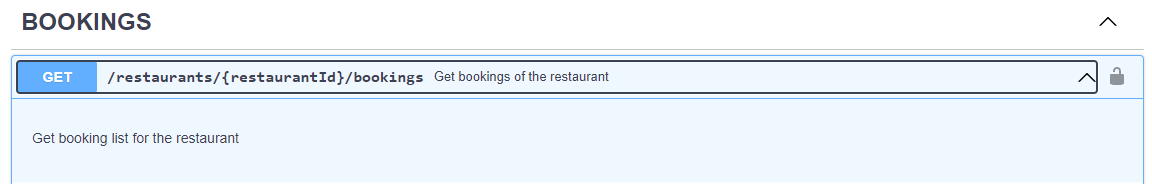 BOOKINGS
GET /restaurants/{restaurantId}/bookings Get bookings of the restaurant
Get booking list for the restaurant